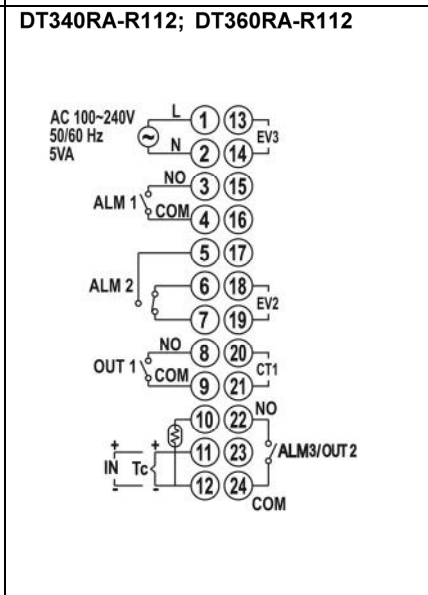 DT340RA-R112; DT360RA-R112
AC 100~240V
50/60 Hz
5VA
L
N
1 13
2 14
EV3
NO
3 15
ALM 1
COM
4 16
5 17
ALM 2
6 18
7 19
EV2
NO
8 20
OUT 1
COM
9 21
CT1
10 22
NO
+ +
IN Tc
11 23
ALM3/OUT 2
- -
12 24
COM